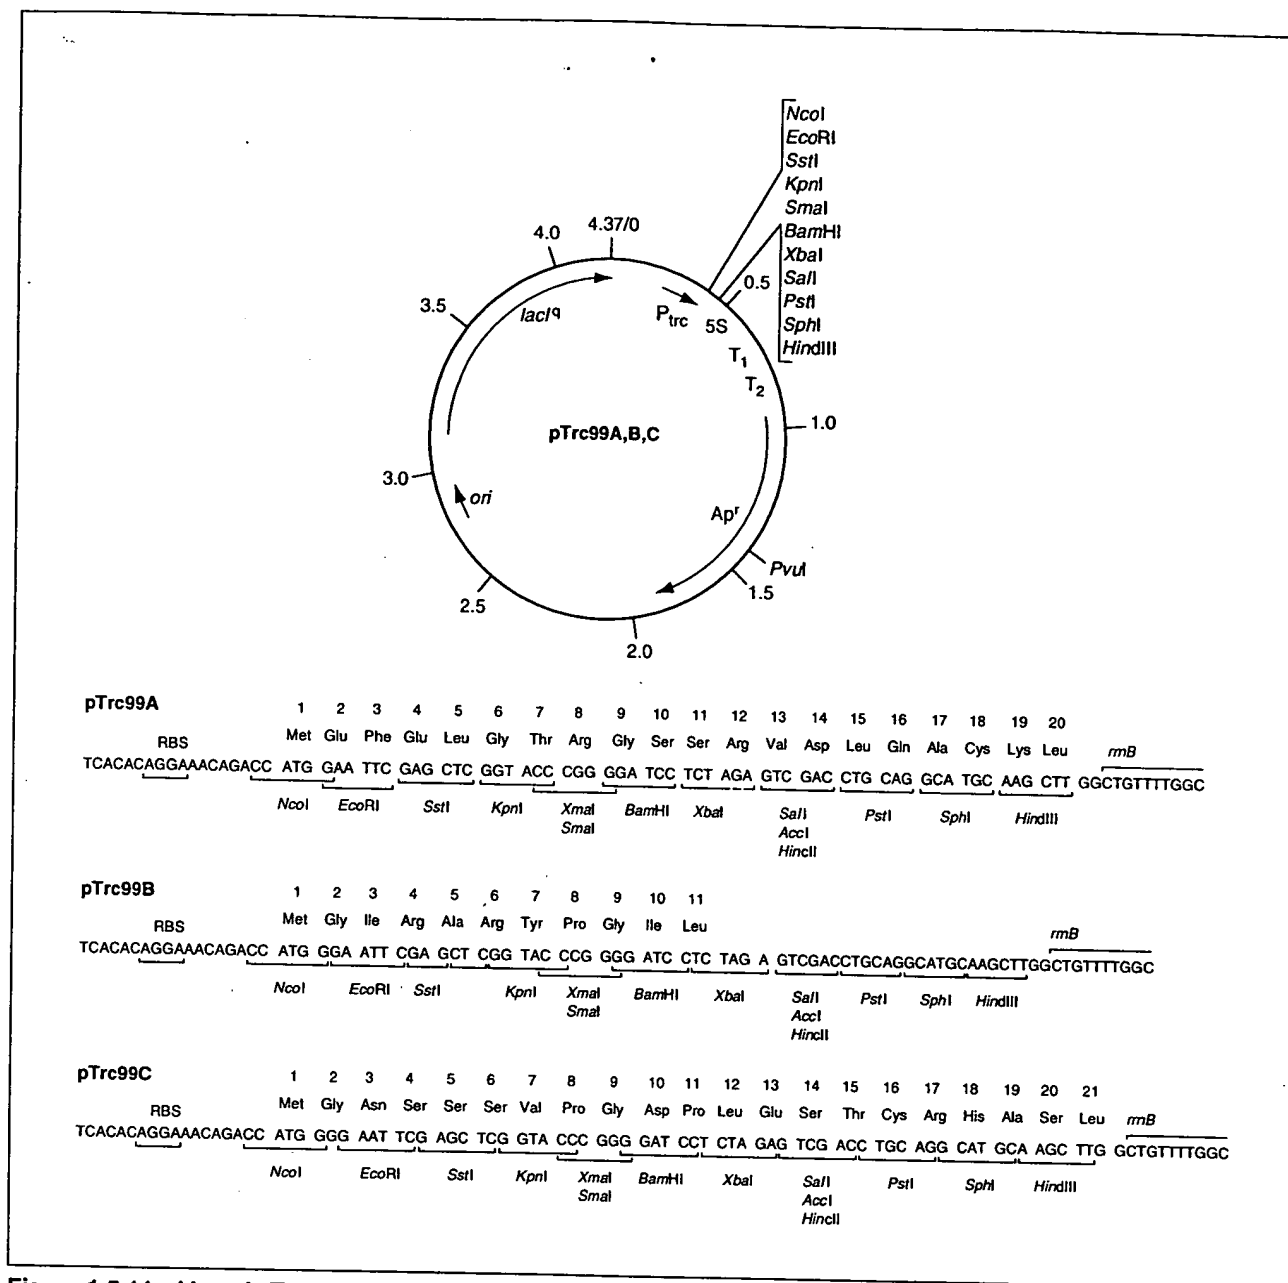 NcoI
EcoRI
SstI
KpnI
SmaI
BamHI
XbaI
SalI
PstI
SphI
HindIII
4.37/0
4.0
0.5
3.5
lacIq
Ptrc
5S
T1
T2
pTrc99A,B,C
1.0
3.0
ori
Apr
PvuI
1.5
2.5
2.0
pTrc99A
1 2 3 4 5 6 7 8 9 10 11 12 13 14 15 16 17 18 19 20
RBS Met Glu Phe Glu Leu Gly Thr Arg Gly Ser Ser Arg Val Asp Leu Gln Ala Cys Lys Leu rrnB
TCACACAGGAAACAGACC ATG GAA TTC GAG CTC GGT ACC CGG GGA TCC TCT AGA GTC GAC CTG CAG GCA TGC AAG CTT GGCTGTTTTGGC
NcoI EcoRI SstI KpnI XmaI BamHI XbaI SalI PstI SphI HindIII
SmaI AccI
HincII
pTrc99B
1 2 3 4 5 6 7 8 9 10 11
RBS Met Gly Ile Arg Ala Arg Tyr Pro Gly Ile Leu rrnB
TCACACAGGAAACAGACC ATG GGA ATT CGA GCT CGG TAC CCG GGG ATC CTC TAG A GTCGACCTGCAGGCATGCAAGCTTGGCTGTTTTGGC
NcoI EcoRI SstI KpnI XmaI BamHI XbaI SalI PstI SphI HindIII
SmaI AccI
HincII
pTrc99C
1 2 3 4 5 6 7 8 9 10 11 12 13 14 15 16 17 18 19 20 21
RBS Met Gly Asn Ser Ser Ser Val Pro Gly Asp Pro Leu Glu Ser Thr Cys Arg His Ala Ser Leu rrnB
TCACACAGGAAACAGACC ATG GGG AAT TCG AGC TCG GTA CCC GGG GAT CCT CTA GAG TCG ACC TGC AGG CAT GCA AGC TTG GCTGTTTTGGC
NcoI EcoRI SstI KpnI XmaI BamHI XbaI SalI PstI SphI HindIII
SmaI AccI
HincII